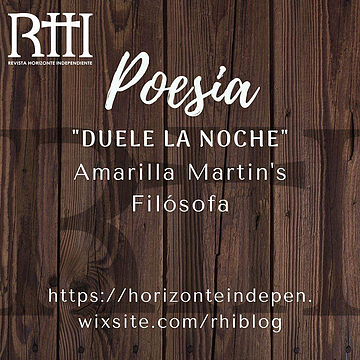 RHI
REVISTA HORIZONTE INDEPENDIENTE
Poesía
"DUELE LA NOCHE"
Amarilla Martin's
Filósofa
https://horizonteindepen.
wixsite.com/rhiblog